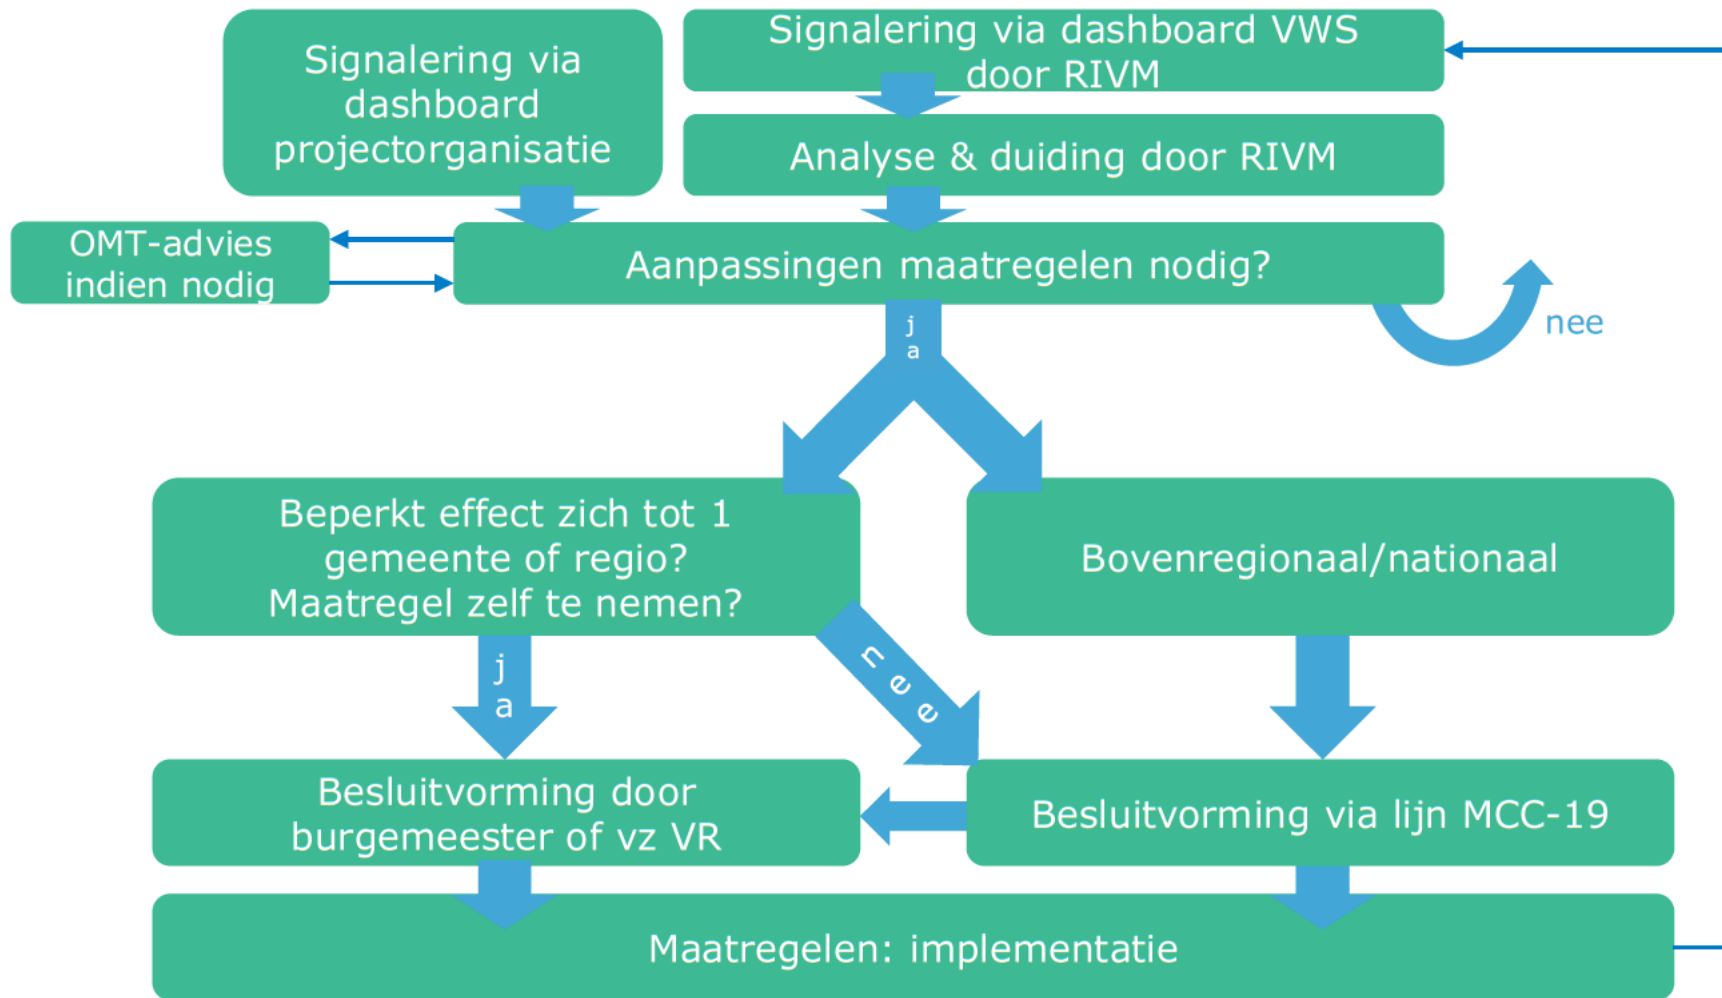 Signalering via
dashboard
projectorganisatie
Signalering via dashboard VWS
door RIVM
Analyse & duiding door RIVM
OMT-advies
indien nodig
Aanpassingen maatregelen nodig?
nee
ja
Beperkt effect zich tot 1
gemeente of regio?
Maatregel zelf te nemen?
Bovenregionaal/nationaal
ja
nee
Besluitvorming door
burgemeester of vz VR
Besluitvorming via lijn MCC-19
Maatregelen: implementatie